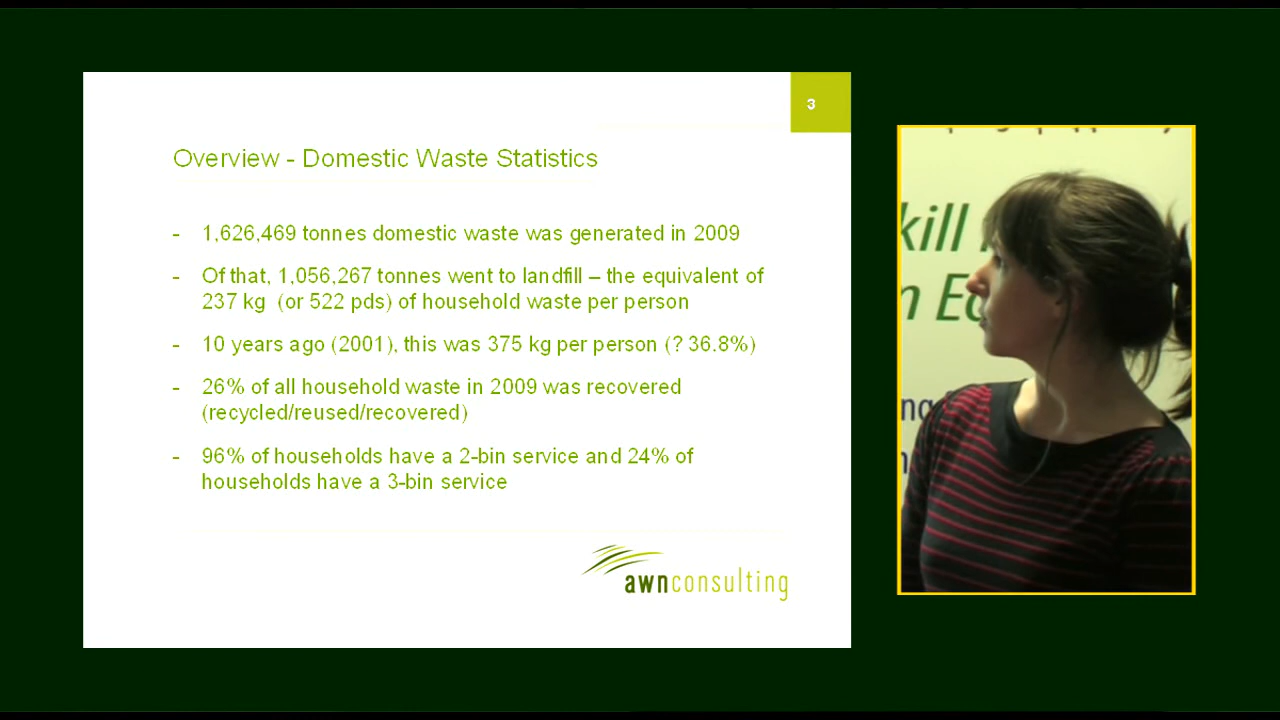 3
Overview - Domestic Waste Statistics
- 1,626,469 tonnes domestic waste was generated in 2009
- Of that, 1,056,267 tonnes went to landfill – the equivalent of
237 kg (or 522 pds) of household waste per person
- 10 years ago (2001), this was 375 kg per person (? 36.8%)
- 26% of all household waste in 2009 was recovered
(recycled/reused/recovered)
- 96% of households have a 2-bin service and 24% of
households have a 3-bin service
awnconsulting
kill